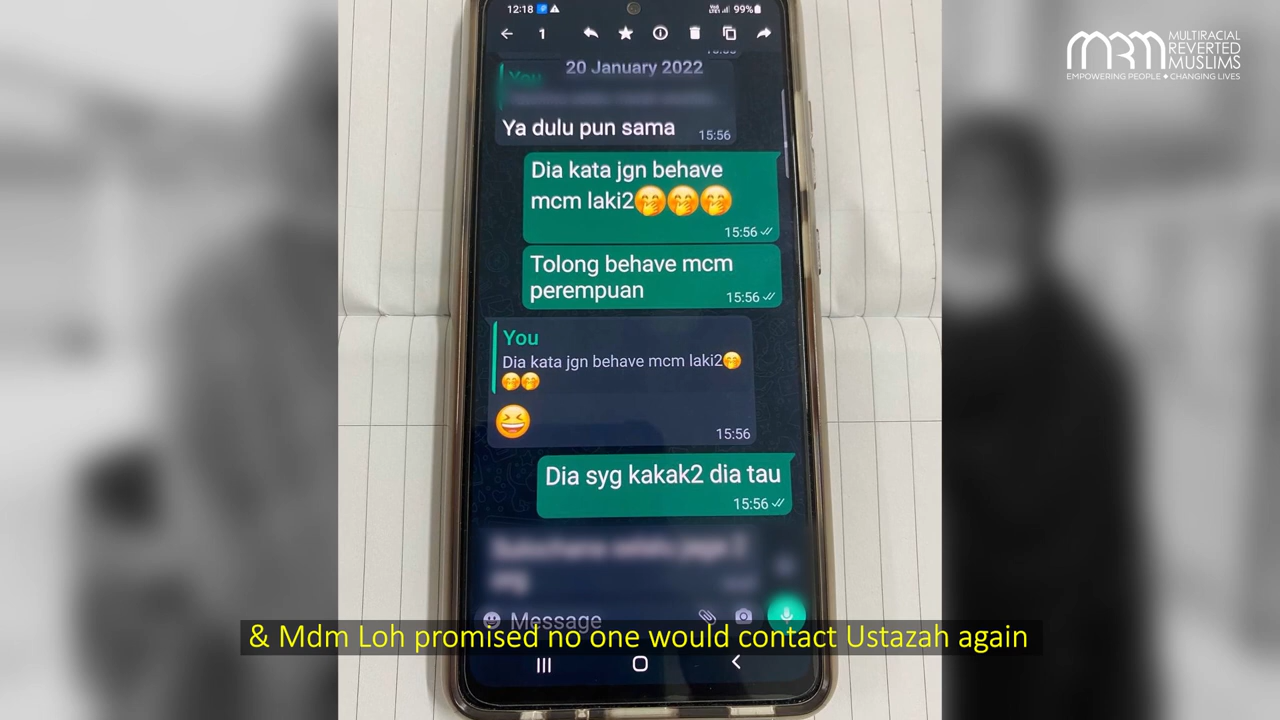 12:18
99%
MULTIRACIAL
REVERTED
MUSLIMS
EMPOWERING PEOPLE CHANGING LIVES
1
20 January 2022
You
Ya dulu pun sama
15:56
Dia kata jgn behave
mcm laki2🤭🤭🤭
15:56
Tolong behave mcm
perempuan
15:56
You
Dia kata jgn behave mcm laki2🤭
🤭🤭
😆
15:56
Dia syg kakak2 dia tau
15:56
Message
& Mdm Loh promised no one would contact Ustazah again